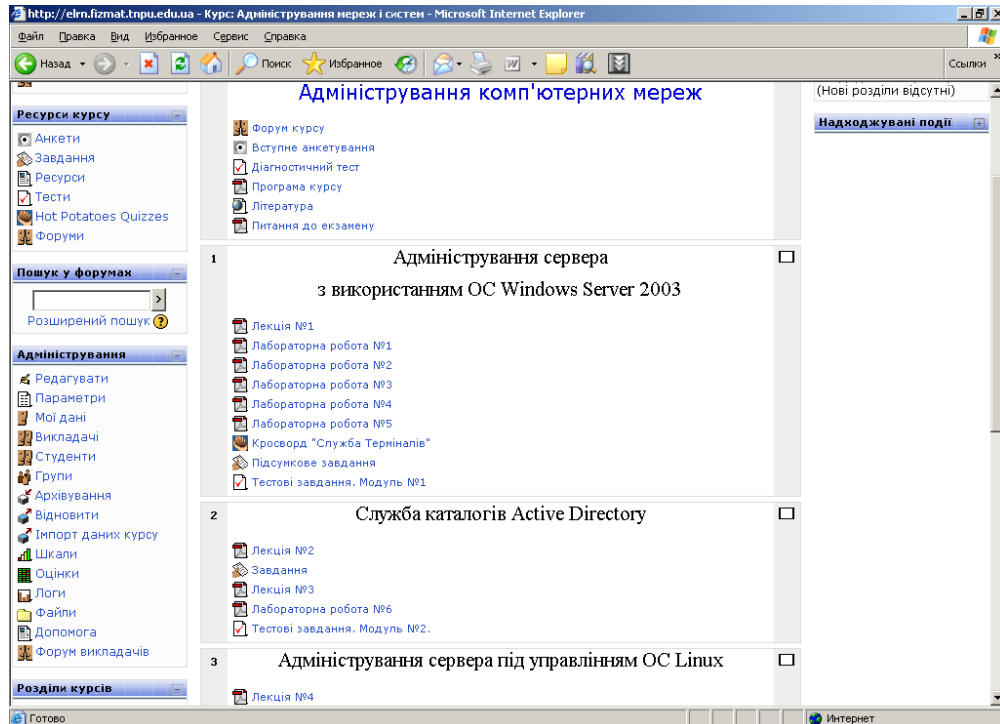 http://elrn.fizmat.tnpu.edu.ua - Курс: Адміністрування мереж і систем - Microsoft Internet Explorer
Файл Правка Вид Избранное Сервис Справка
Назад Поиск Избранное Ссылки »
Ресурси курсу
Анкети
Завдання
Ресурси
Тести
Hot Potatoes Quizzes
Форуми
Пошук у форумах
>
Розширений пошук ?
Адміністрування
Редагувати
Параметри
Мої дані
Викладачі
Студенти
Групи
Архівування
Відновити
Імпорт даних курсу
Шкали
Оцінки
Логи
Файли
Допомога
Форум викладачів
Розділи курсів
Адміністрування комп'ютерних мереж
Форум курсу
Вступне анкетування
Діагностичний тест
Програма курсу
Література
Питання до екзамену
1
Адміністрування сервера
з використанням ОС Windows Server 2003
Лекція №1
Лабораторна робота №1
Лабораторна робота №2
Лабораторна робота №3
Лабораторна робота №4
Лабораторна робота №5
Кросворд "Служба Терміналів"
Підсумкове завдання
Тестові завдання. Модуль №1
2
Служба каталогів Active Directory
Лекція №2
Завдання
Лекція №3
Лабораторна робота №6
Тестові завдання. Модуль №2.
3
Адміністрування сервера під управлінням ОС Linux
Лекція №4
(Нові розділи відсутні)
Надходжувані події
Готово
Интернет